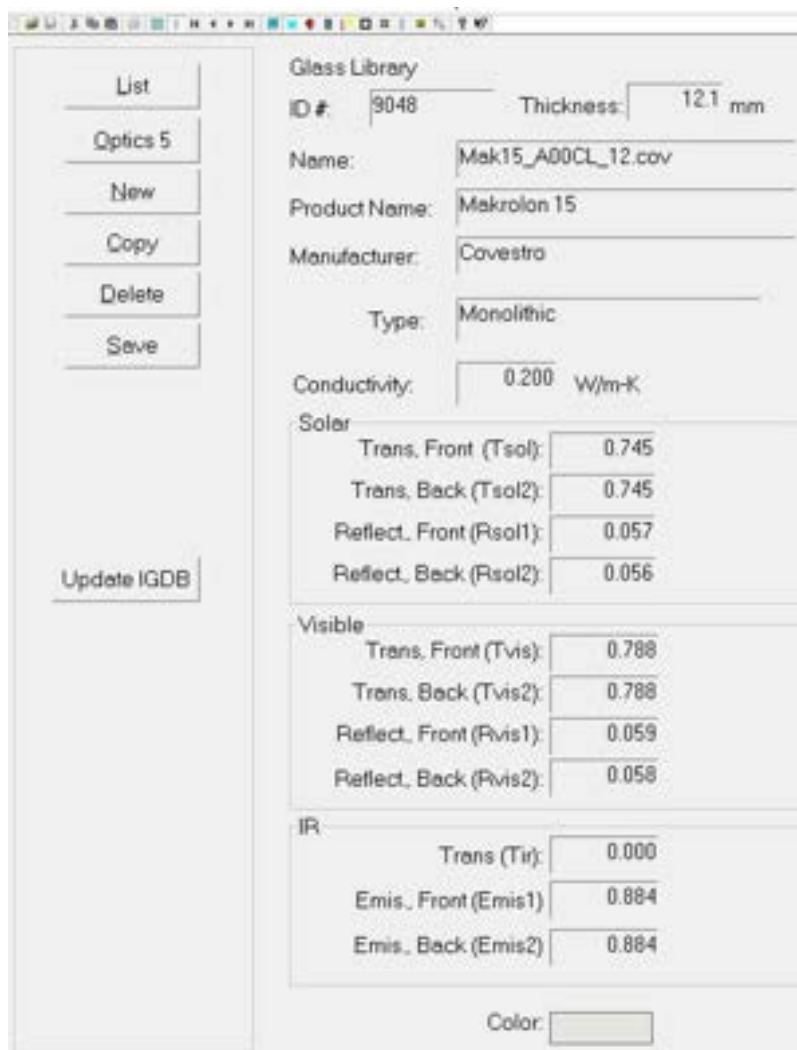 List
Optics 5
New
Copy
Delete
Save
Update IGDB
Glass Library
ID #: 9048 Thickness: 12.1 mm
Name: Mak15_A00CL_12.cov
Product Name: Makrolon 15
Manufacturer: Covestro
Type: Monolithic
Conductivity: 0.200 W/m-K
Solar
Trans, Front (Tsol): 0.745
Trans, Back (Tsol2): 0.745
Reflect., Front (Rsol1): 0.057
Reflect., Back (Rsol2): 0.056
Visible
Trans, Front (Tvis): 0.788
Trans, Back (Tvis2): 0.788
Reflect., Front (Rvis1): 0.059
Reflect., Back (Rvis2): 0.058
IR
Trans (Tir): 0.000
Emis., Front (Emis1) 0.884
Emis., Back (Emis2) 0.884
Color: